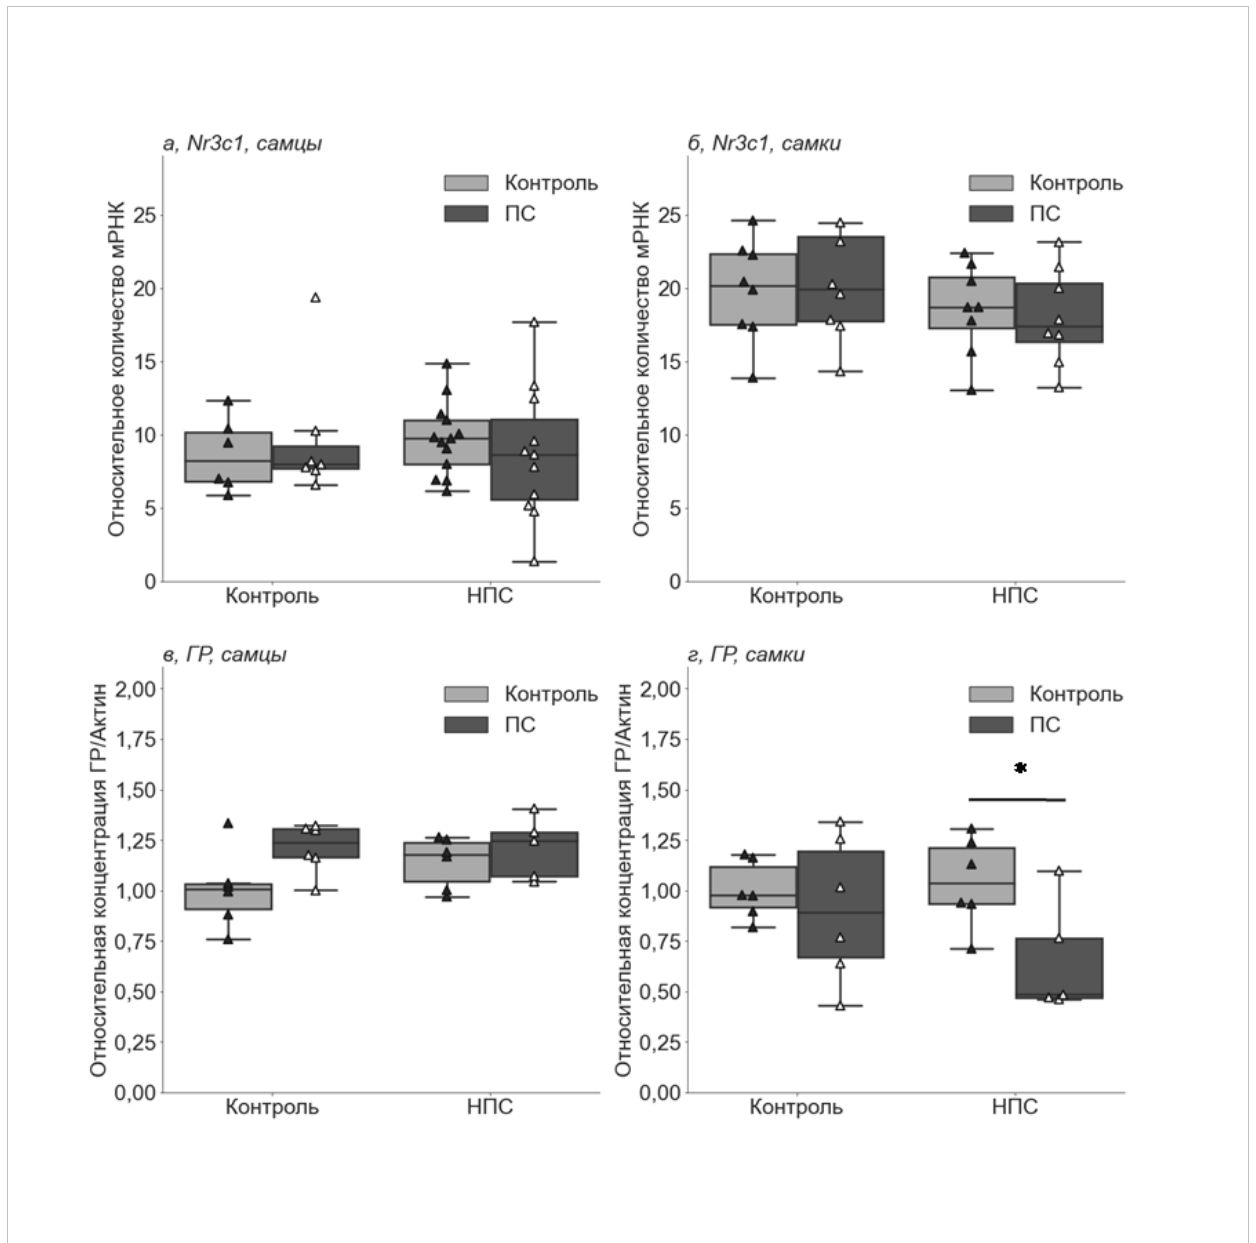 а, Nr3c1, самцы
Относительное количество мРНК
25
20
15
10
5
0
Контроль
ПС
Контроль
НПС
б, Nr3c1, самки
Относительное количество мРНК
25
20
15
10
5
0
Контроль
ПС
Контроль
НПС
в, ГР, самцы
Относительная концентрация ГР/Актин
2,00
1,75
1,50
1,25
1,00
0,75
0,50
0,25
0,00
Контроль
ПС
Контроль
НПС
г, ГР, самки
Относительная концентрация ГР/Актин
2,00
1,75
1,50
1,25
1,00
0,75
0,50
0,25
0,00
Контроль
ПС
*
Контроль
НПС